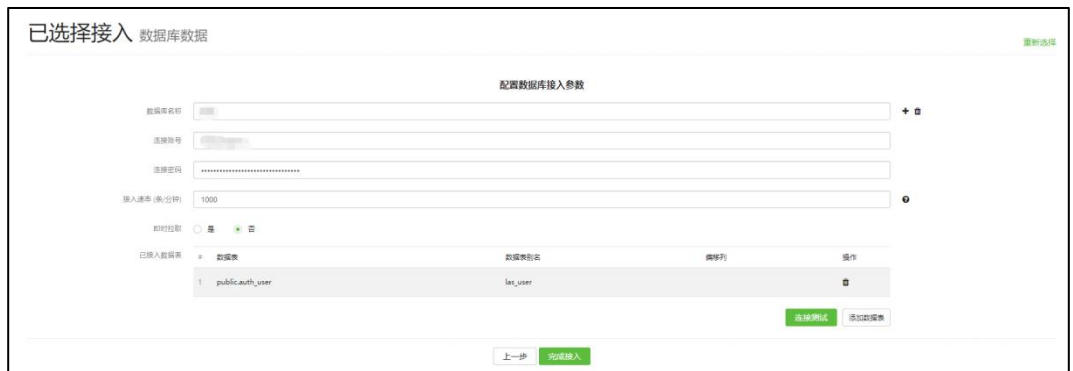 已选择接入 数据库数据
重新选择
配置数据库接入参数
数据库名称
连接账号
连接密码 ••••••••••••••••••••••••••••••••
接入速率 (条/分钟) 1000
即时拉取 是 否
已接入数据表 # 数据表 数据表别名 偏移列 操作
1 public.auth_user las_user
连接测试 添加数据表
上一步 完成接入